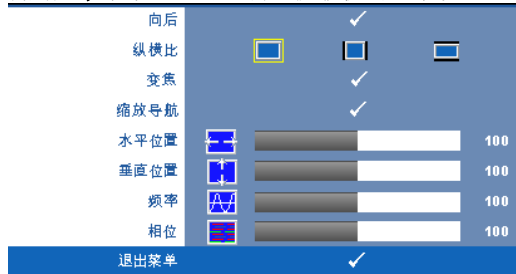 向后
纵横比
变焦
缩放导航
水平位置 100
垂直位置 100
频率 100
相位 100
退出菜单